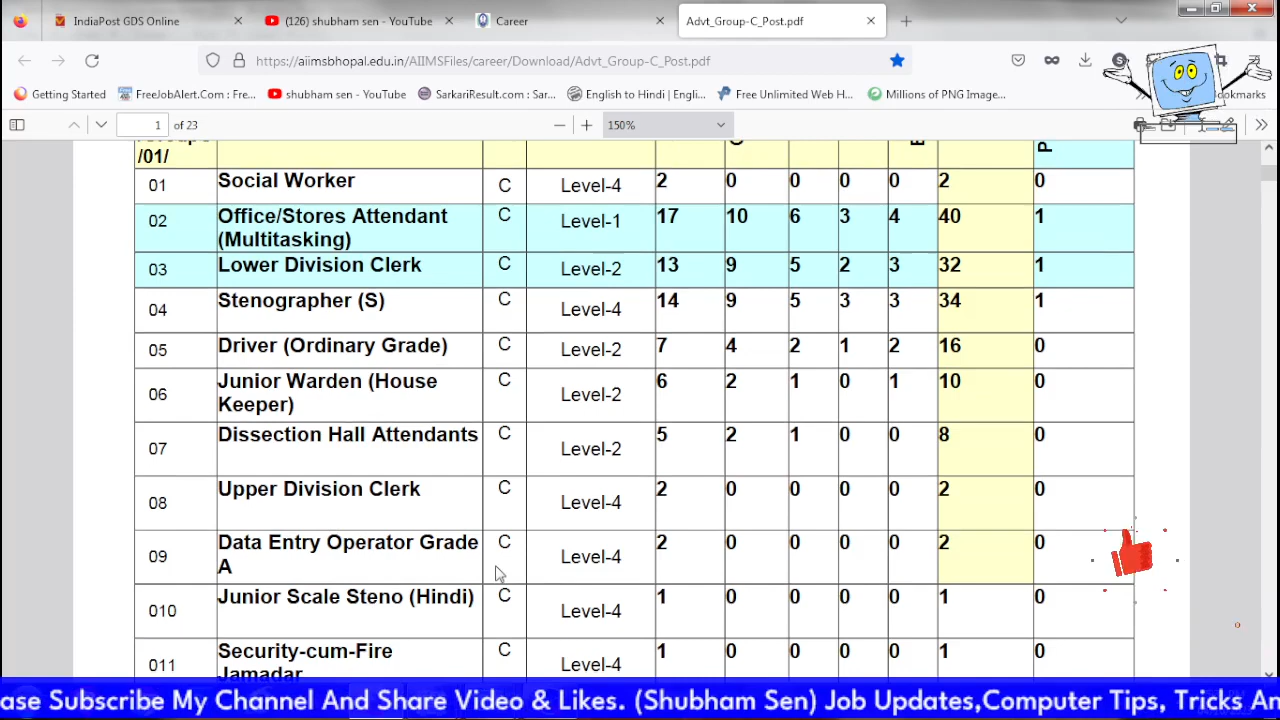 IndiaPost GDS Online
(126) shubham sen - YouTube
Career
Advt_Group-C_Post.pdf
https://aiimsbhopal.edu.in/AIIMSFiles/career/Download/Advt_Group-C_Post.pdf
Getting Started
FreeJobAlert.Com : Fre...
shubham sen - YouTube
SarkariResult.com : Sar...
English to Hindi | Engli...
Free Unlimited Web H...
Millions of PNG Image...
okmarks
1 of 23
150%
/01/
01 Social Worker C Level-4 2 0 0 0 0 2 0
02 Office/Stores Attendant (Multitasking) C Level-1 17 10 6 3 4 40 1
03 Lower Division Clerk C Level-2 13 9 5 2 3 32 1
04 Stenographer (S) C Level-4 14 9 5 3 3 34 1
05 Driver (Ordinary Grade) C Level-2 7 4 2 1 2 16 0
06 Junior Warden (House Keeper) C Level-2 6 2 1 0 1 10 0
07 Dissection Hall Attendants C Level-2 5 2 1 0 0 8 0
08 Upper Division Clerk C Level-4 2 0 0 0 0 2 0
09 Data Entry Operator Grade A C Level-4 2 0 0 0 0 2 0
010 Junior Scale Steno (Hindi) C Level-4 1 0 0 0 0 1 0
011 Security-cum-Fire Jamadar C Level-4 1 0 0 0 0 1 0
ase Subscribe My Channel And Share Video & Likes. (Shubham Sen) Job Updates,Computer Tips, Tricks An